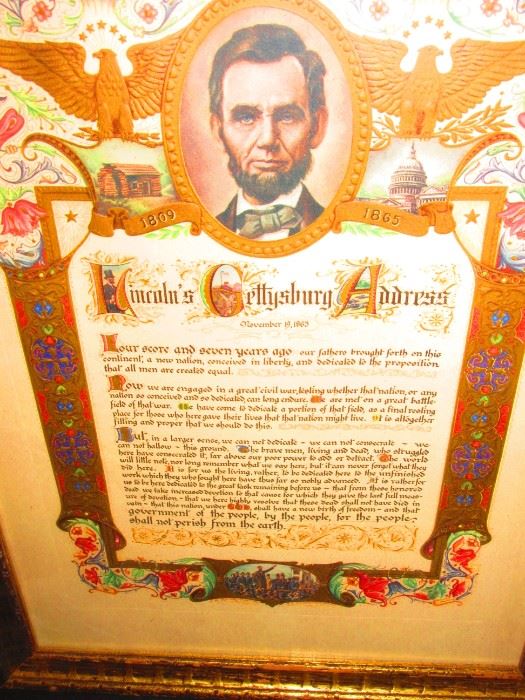 1809
1865
Lincoln's Gettysburg Address
November 19, 1863
Four score and seven years ago our fathers brought forth on this
continent, a new nation, conceived in liberty, and dedicated to the proposition
that all men are created equal.
Now we are engaged in a great civil war, testing whether that nation, or any
nation so conceived and so dedicated, can long endure. We are met on a great battle-
field of that war. We have come to dedicate a portion of that field, as a final resting
place for those who here gave their lives that that nation might live. It is altogether
fitting and proper that we should do this.
But, in a larger sense, we can not dedicate - we can not consecrate - we
can not hallow - this ground. The brave men, living and dead, who struggled
here have consecrated it, far above our poor power to add or detract. The world
will little note, nor long remember what we say here, but it can never forget what they
did here. It is for us the living, rather, to be dedicated here to the unfinished
work which they who fought here have thus far so nobly advanced. It is rather for
us to be here dedicated to the great task remaining before us - that from these honored
dead we take increased devotion to that cause for which they gave the last full meas-
ure of devotion - that we here highly resolve that these dead shall not have died in
vain - that this nation, under God, shall have a new birth of freedom - and that
government of the people, by the people, for the people,
shall not perish from the earth.